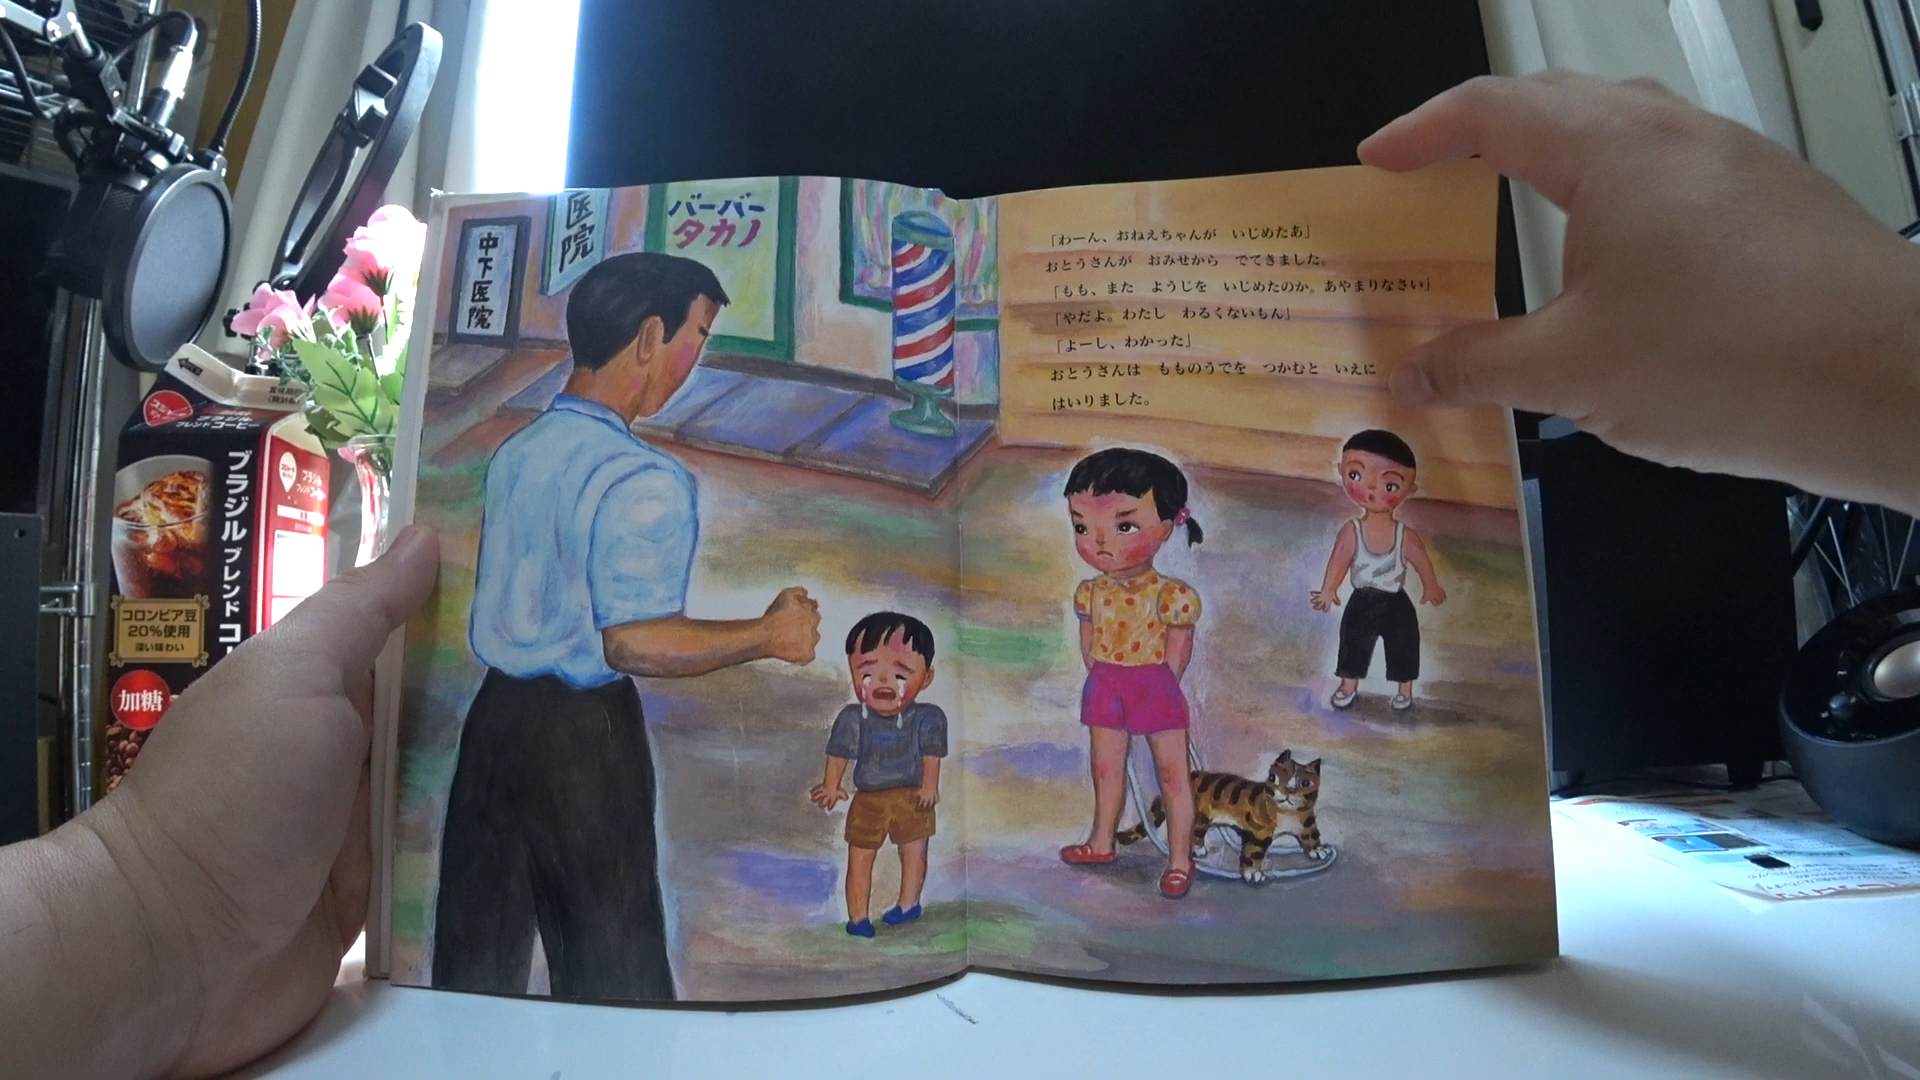 中下医院
医院
バーバー
タカノ
「わーん、おねえちゃんが いじめたあ」
おとうさんが おみせから でてきました。
「もも、また ようじを いじめたのか。あやまりなさい」
「やだよ。わたし わるくないもん」
「よーし、わかった」
おとうさんは もものうでを つかむと いえに
はいりました。
ブラジル
ブレンドコーヒー
ブラジル ブレンド コー
コロンビア豆
20%使用
深い味わい
加糖